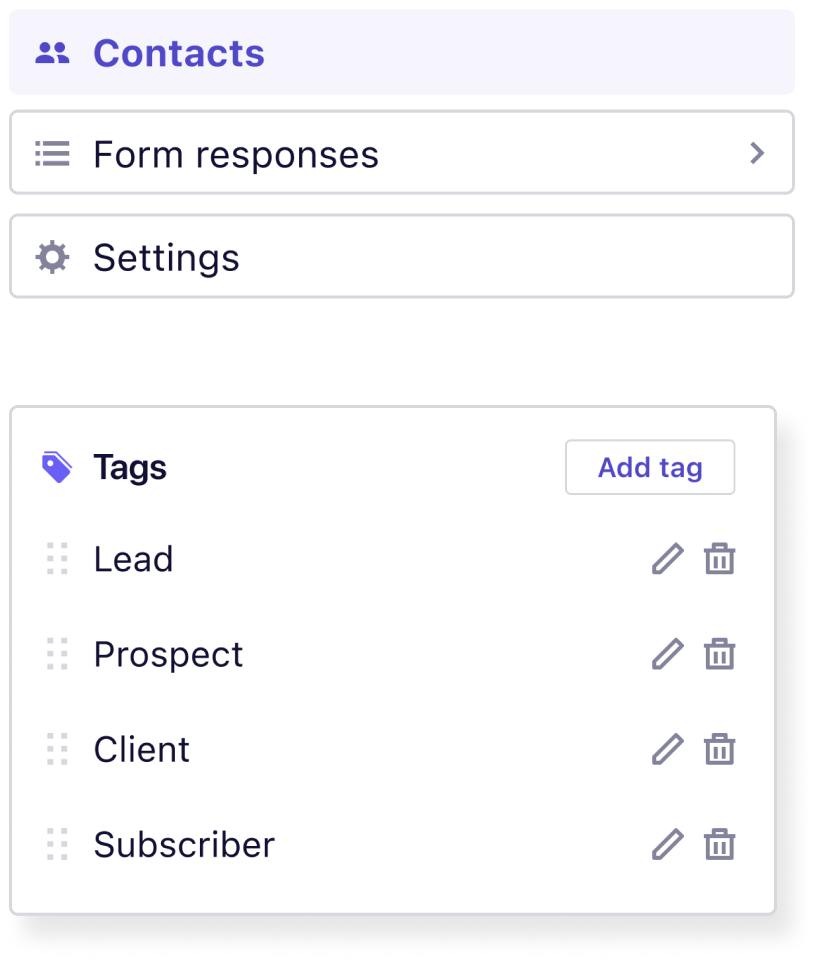 Contacts
Form responses
Settings
Tags
Add tag
Lead
Prospect
Client
Subscriber